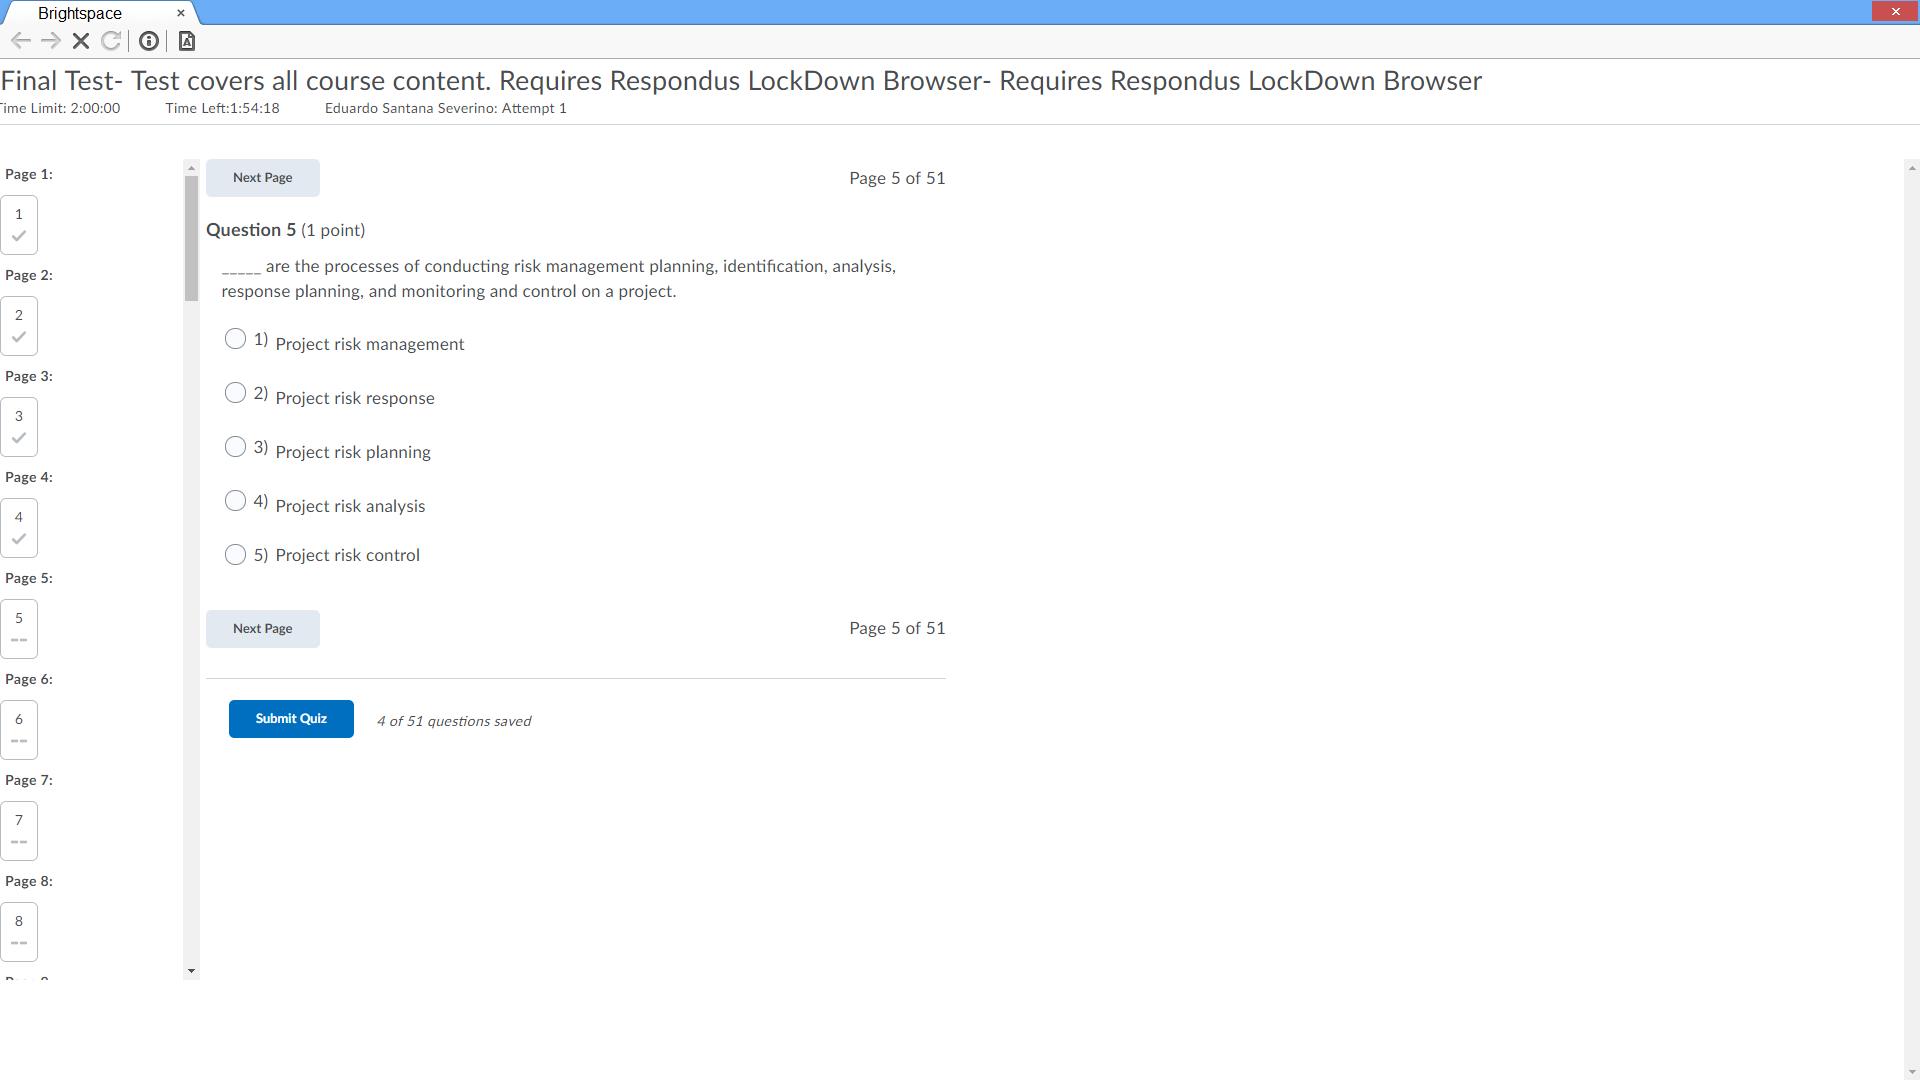 Brightspace
Final Test- Test covers all course content. Requires Respondus LockDown Browser- Requires Respondus LockDown Browser
Time Limit: 2:00:00 Time Left:1:54:18 Eduardo Santana Severino: Attempt 1
Page 1:
1
Page 2:
2
Page 3:
3
Page 4:
4
Page 5:
5
--
Page 6:
6
--
Page 7:
7
--
Page 8:
8
--
Next Page Page 5 of 51
Question 5 (1 point)
_____ are the processes of conducting risk management planning, identification, analysis,
response planning, and monitoring and control on a project.
1) Project risk management
2) Project risk response
3) Project risk planning
4) Project risk analysis
5) Project risk control
Next Page Page 5 of 51
Submit Quiz 4 of 51 questions saved